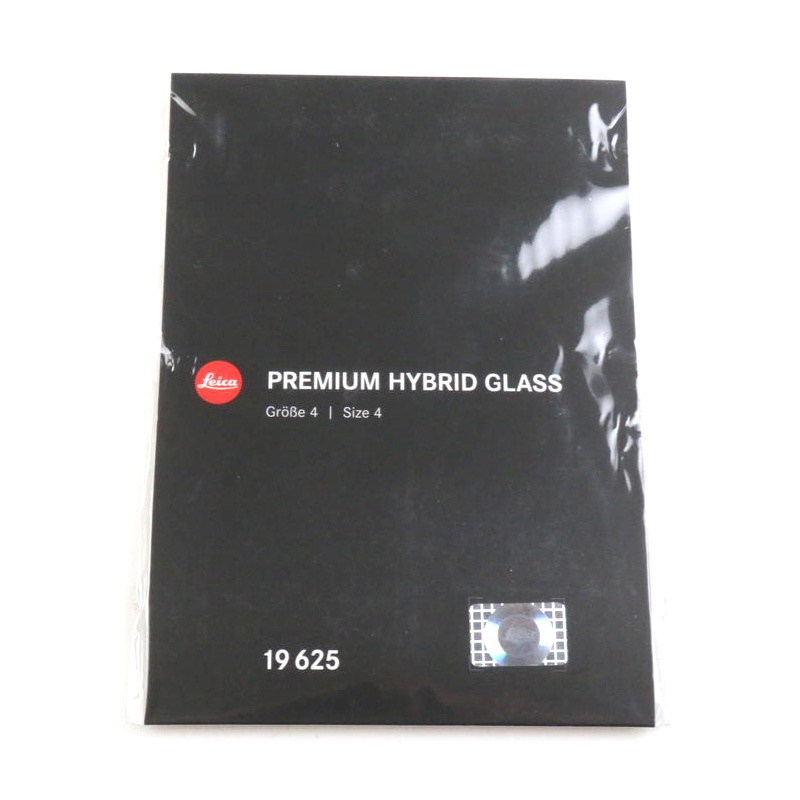 Leica
PREMIUM HYBRID GLASS
Größe 4 | Size 4
19 625